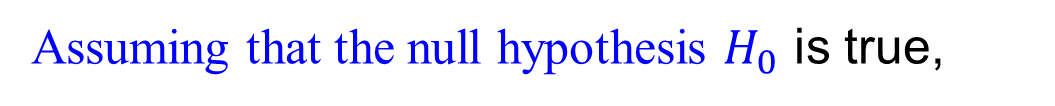 Assuming that the null hypothesis H₀ is true,